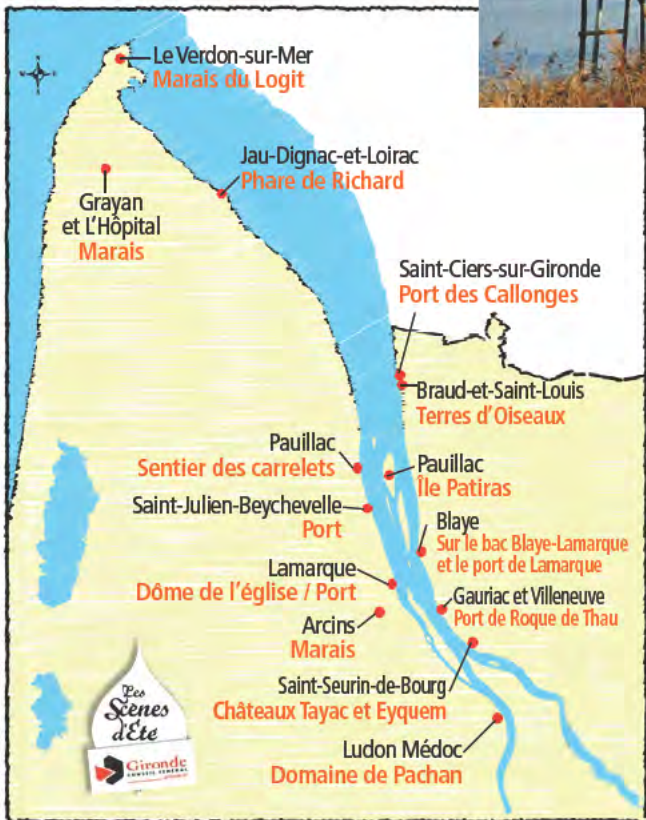 Le Verdon-sur-Mer
Marais du Logit
Jau-Dignac-et-Loirac
Phare de Richard
Grayan
et L'Hôpital
Marais
Saint-Ciers-sur-Gironde
Port des Callonges
Braud-et-Saint-Louis
Terres d'Oiseaux
Pauillac
Sentier des carrelets
Pauillac
Île Patiras
Saint-Julien-Beychevelle
Port
Blaye
Sur le bac Blaye-Lamarque
et le port de Lamarque
Lamarque
Dôme de l'église / Port
Gauriac et Villeneuve
Port de Roque de Thau
Arcins
Marais
Saint-Seurin-de-Bourg
Châteaux Tayac et Eyquem
Ludon Médoc
Domaine de Pachan
Les
Scènes
d'Eté
Gironde
CONSEIL GENERAL